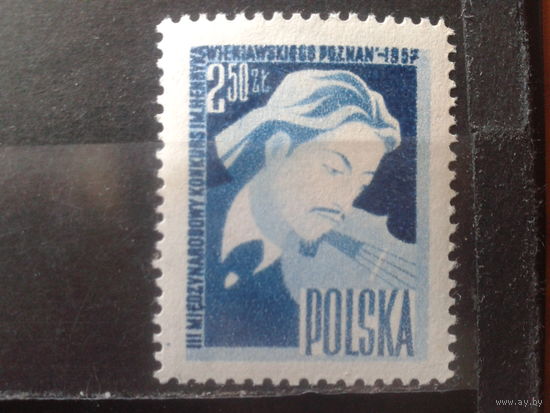 III MIĘDZYNARODOWY KONKURS IM. HENRYKA
WIENIAWSKIEGO POZNAŃ-1957
2.50 ZŁ
POLSKA
www.ay.by